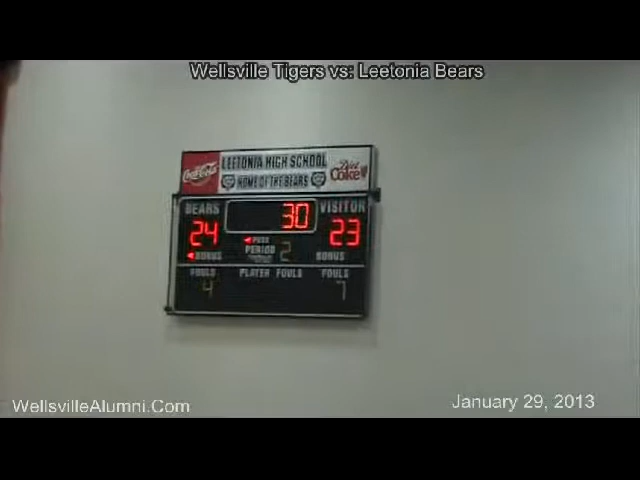 Wellsville Tigers vs: Leetonia Bears
Coca-Cola LEETONIA HIGH SCHOOL Diet Coke
HOME OF THE BEARS
BEARS 30 VISITOR
24 POSS 23
BONUS PERIOD 2 BONUS
FOULS PLAYER FOULS FOULS
4 7
WellsvilleAlumni.Com January 29, 2013